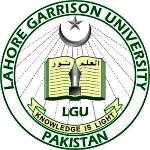 LAHORE GARRISON UNIVERSITY
العلم نور
LGU
KNOWLEDGE IS LIGHT
PAKISTAN